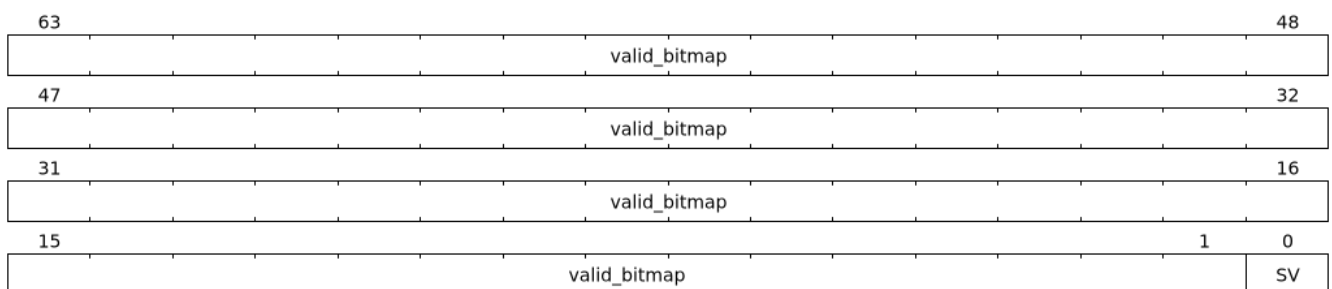 63 48
valid_bitmap
47 32
valid_bitmap
31 16
valid_bitmap
15 1 0
valid_bitmap SV